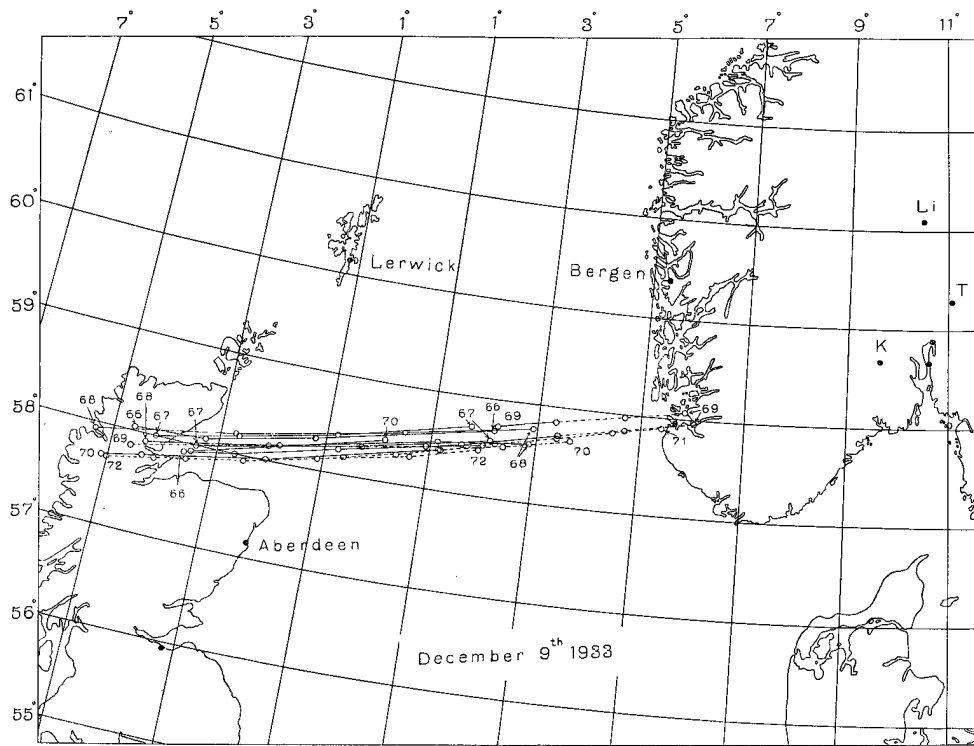 7° 5° 3° 1° 1° 3° 5° 7° 9° 11°
61°
60°
Li
Lerwick
Bergen
59°
T
K
58°
68 68 66 67 67 70 67 66 69 69
69
71
70 72 72 68 70
66
57°
Aberdeen
56°
December 9th 1933
55°